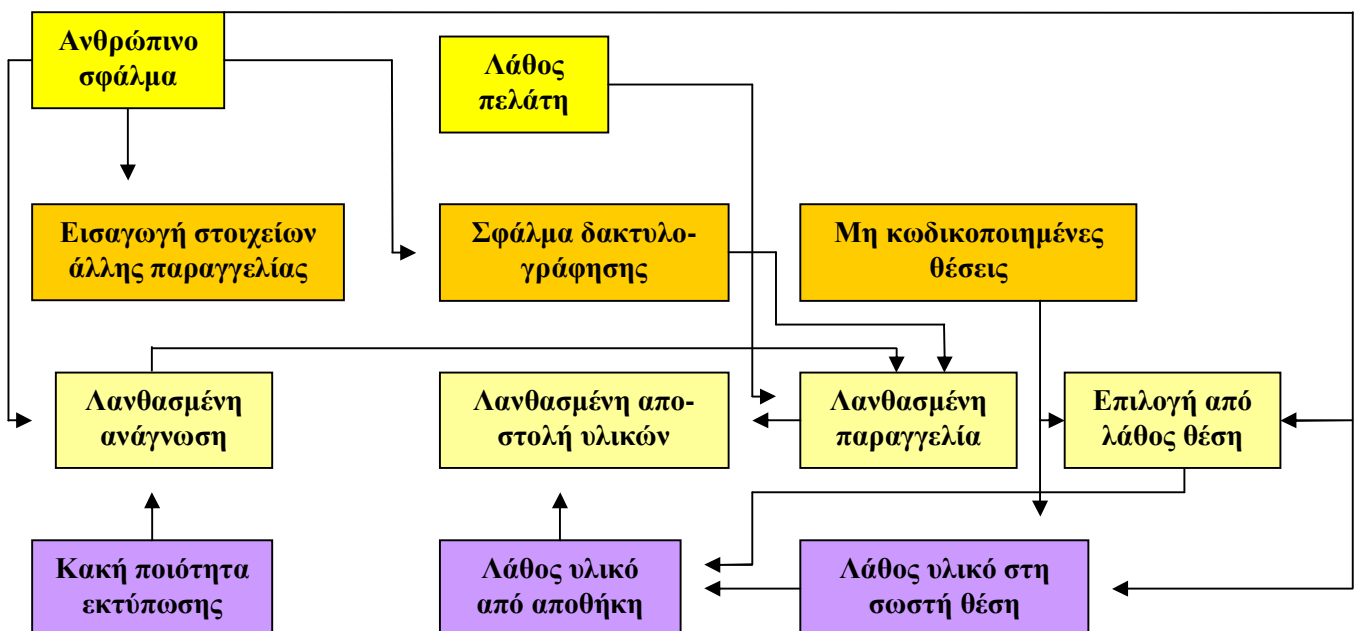 Ανθρώπινο
σφάλμα
Λάθος
πελάτη
Εισαγωγή στοιχείων
άλλης παραγγελίας
Σφάλμα δακτυλο-
γράφησης
Μη κωδικοποιημένες
θέσεις
Λανθασμένη
ανάγνωση
Λανθασμένη απο-
στολή υλικών
Λανθασμένη
παραγγελία
Επιλογή από
λάθος θέση
Κακή ποιότητα
εκτύπωσης
Λάθος υλικό
από αποθήκη
Λάθος υλικό στη
σωστή θέση